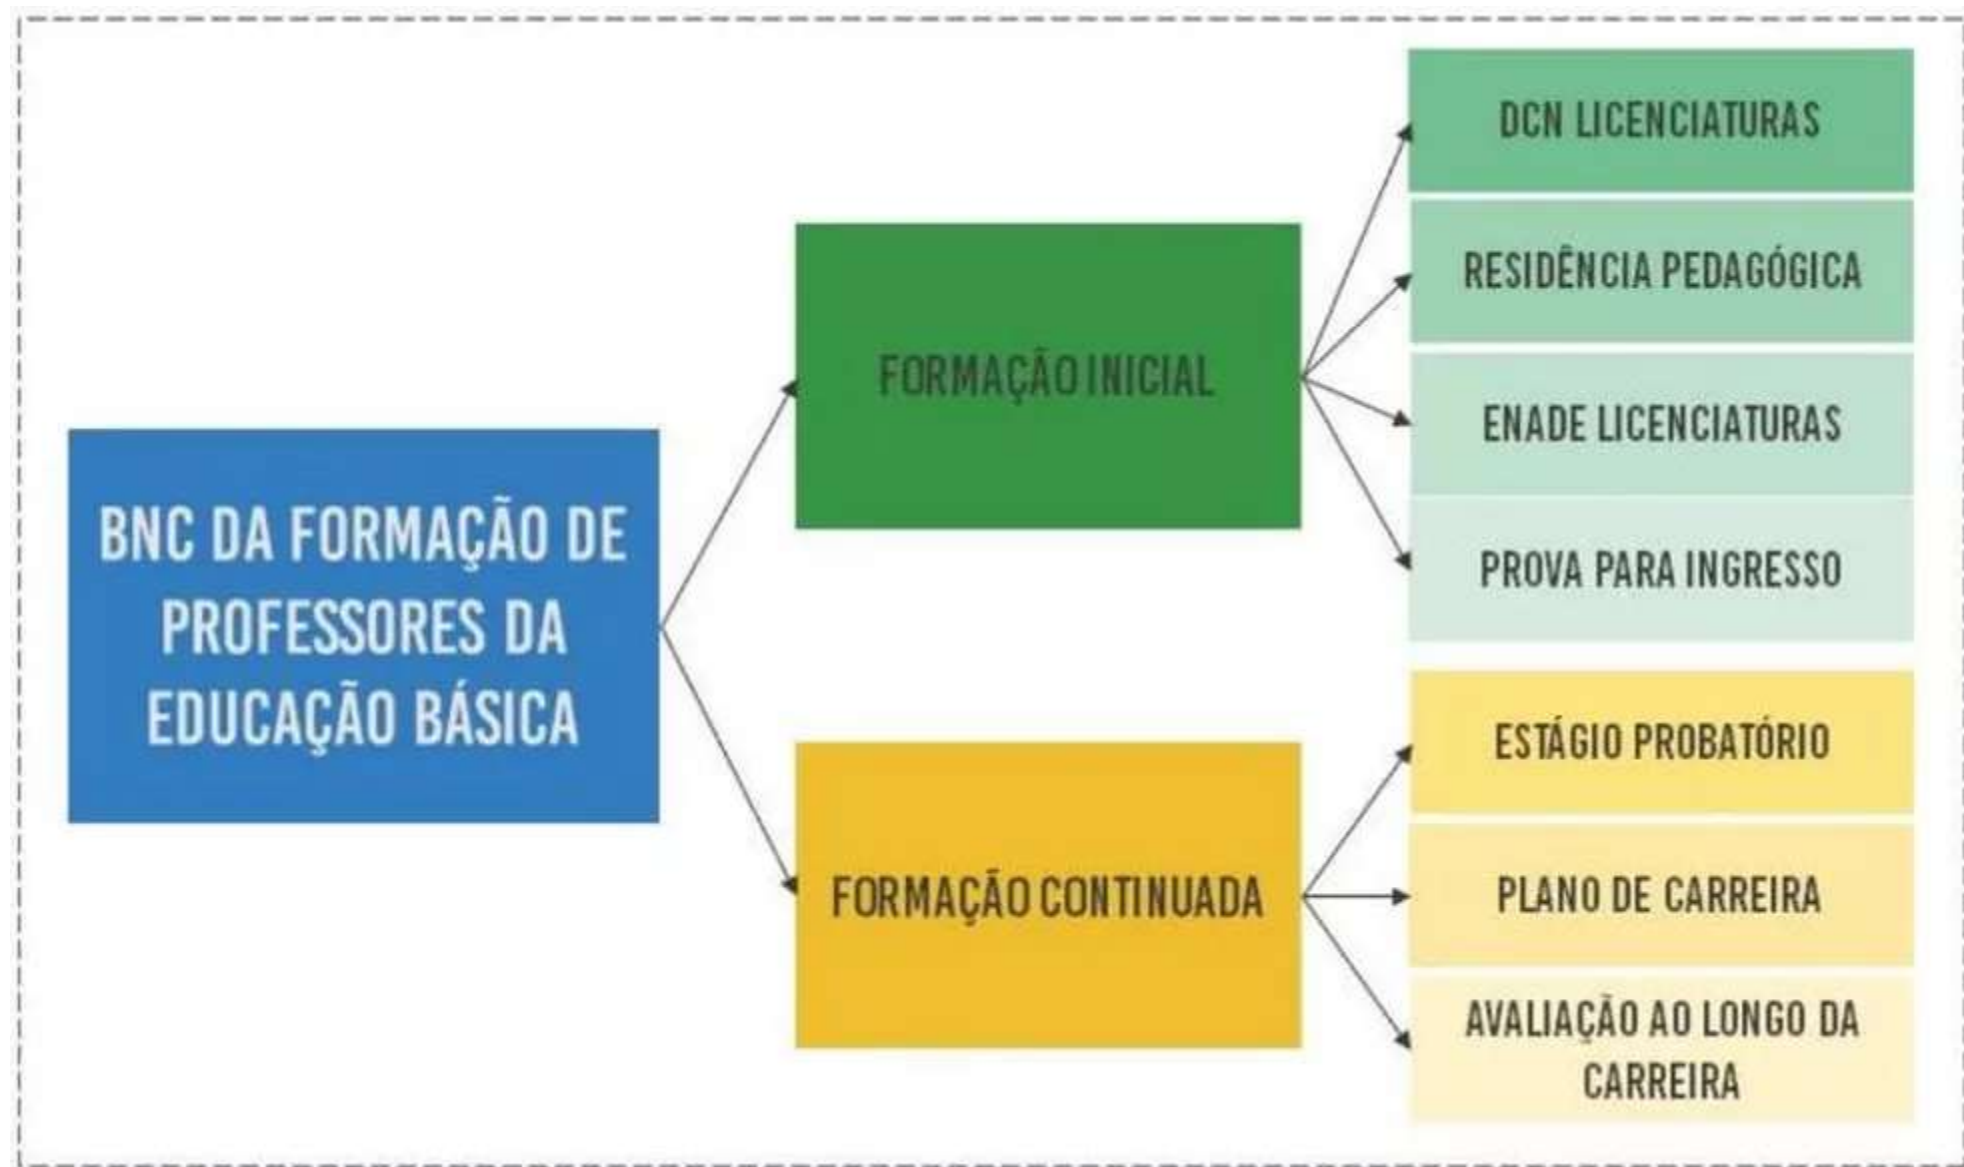 BNC DA FORMAÇÃO DE
PROFESSORES DA
EDUCAÇÃO BÁSICA
FORMAÇÃO INICIAL
DCN LICENCIATURAS
RESIDÊNCIA PEDAGÓGICA
ENADE LICENCIATURAS
PROVA PARA INGRESSO
FORMAÇÃO CONTINUADA
ESTÁGIO PROBATÓRIO
PLANO DE CARREIRA
AVALIAÇÃO AO LONGO DA
CARREIRA